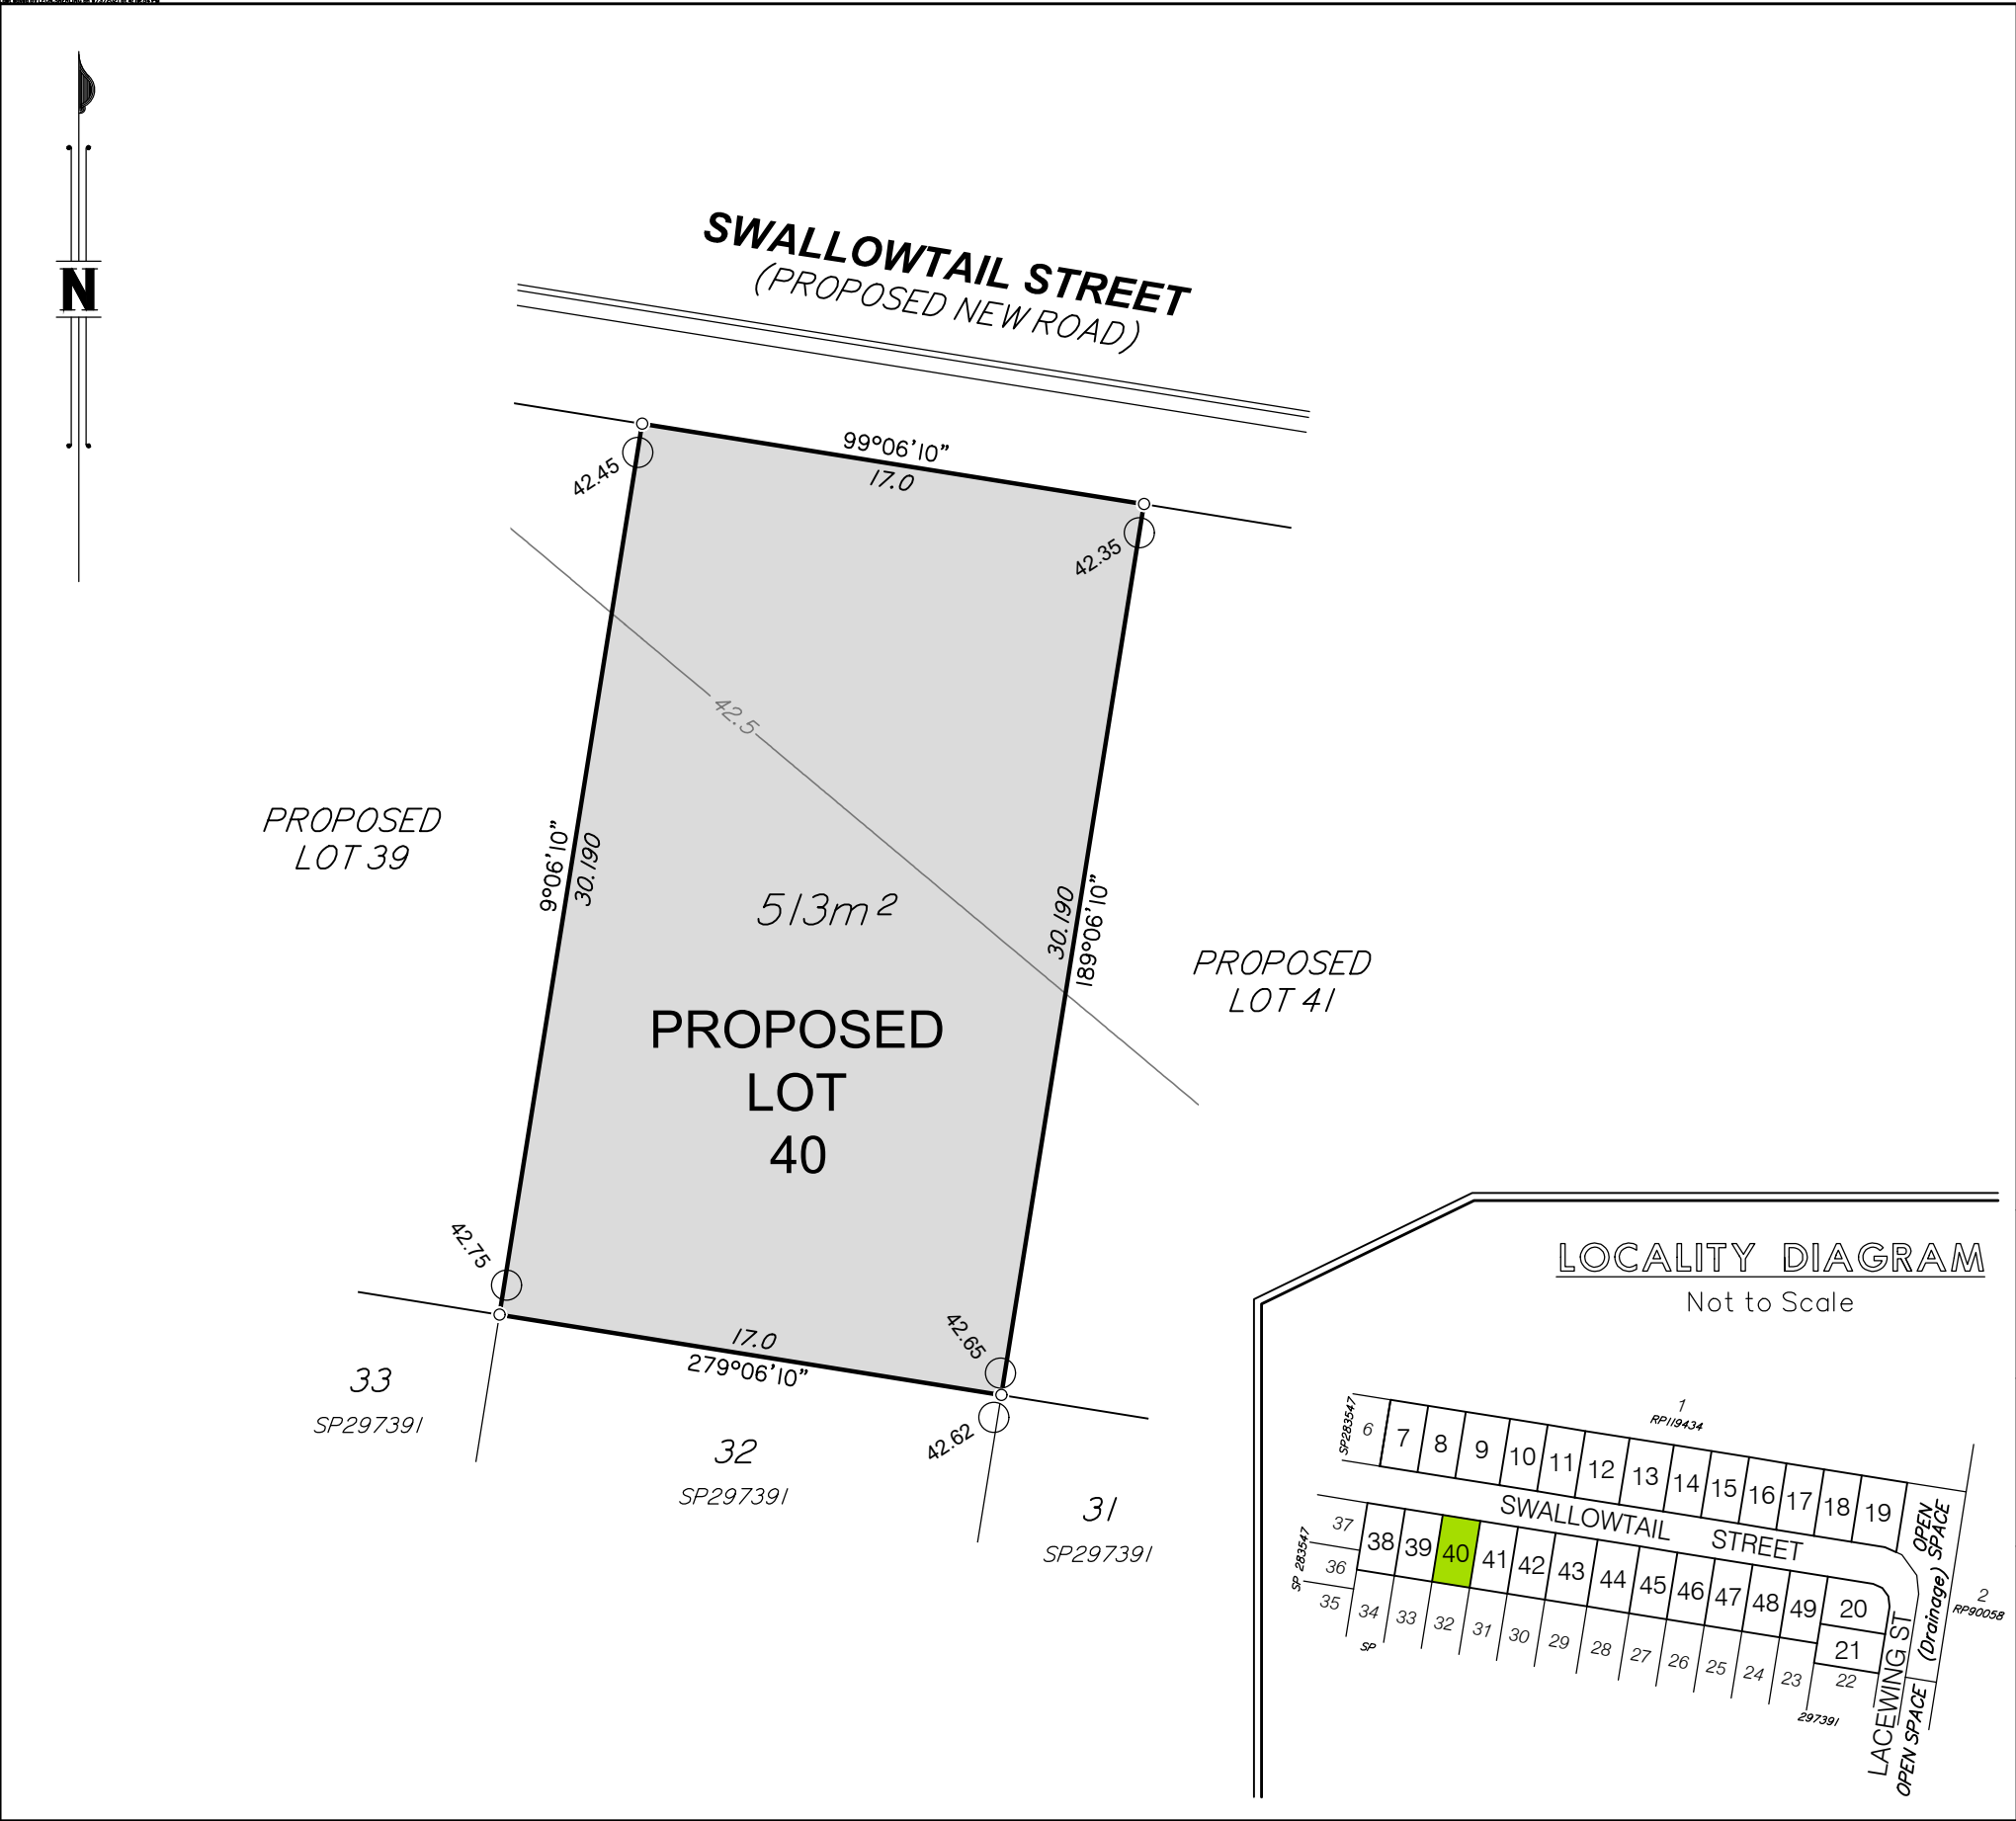 N
SWALLOWTAIL STREET
(PROPOSED NEW ROAD)
99°06'10"
17.0
42.45
42.35
42.5
PROPOSED
LOT 39
9°06'10"
30.190
513m²
30.190
189°06'10"
PROPOSED
LOT 41
PROPOSED
LOT
40
42.75
42.65
17.0
279°06'10"
42.62
33
SP297391
32
SP297391
31
SP297391
LOCALITY DIAGRAM
Not to Scale
1
RP119434
SP283547
6 7 8 9 10 11 12 13 14 15 16 17 18 19
SWALLOWTAIL STREET
OPEN
(Drainage) SPACE
SP 283547
37
36
35
38 39 40 41 42 43 44 45 46 47 48 49 20
21
34 33 32 31 30 29 28 27 26 25 24 23 22
SP
297391
LACEWING ST
OPEN SPACE
2
RP90058